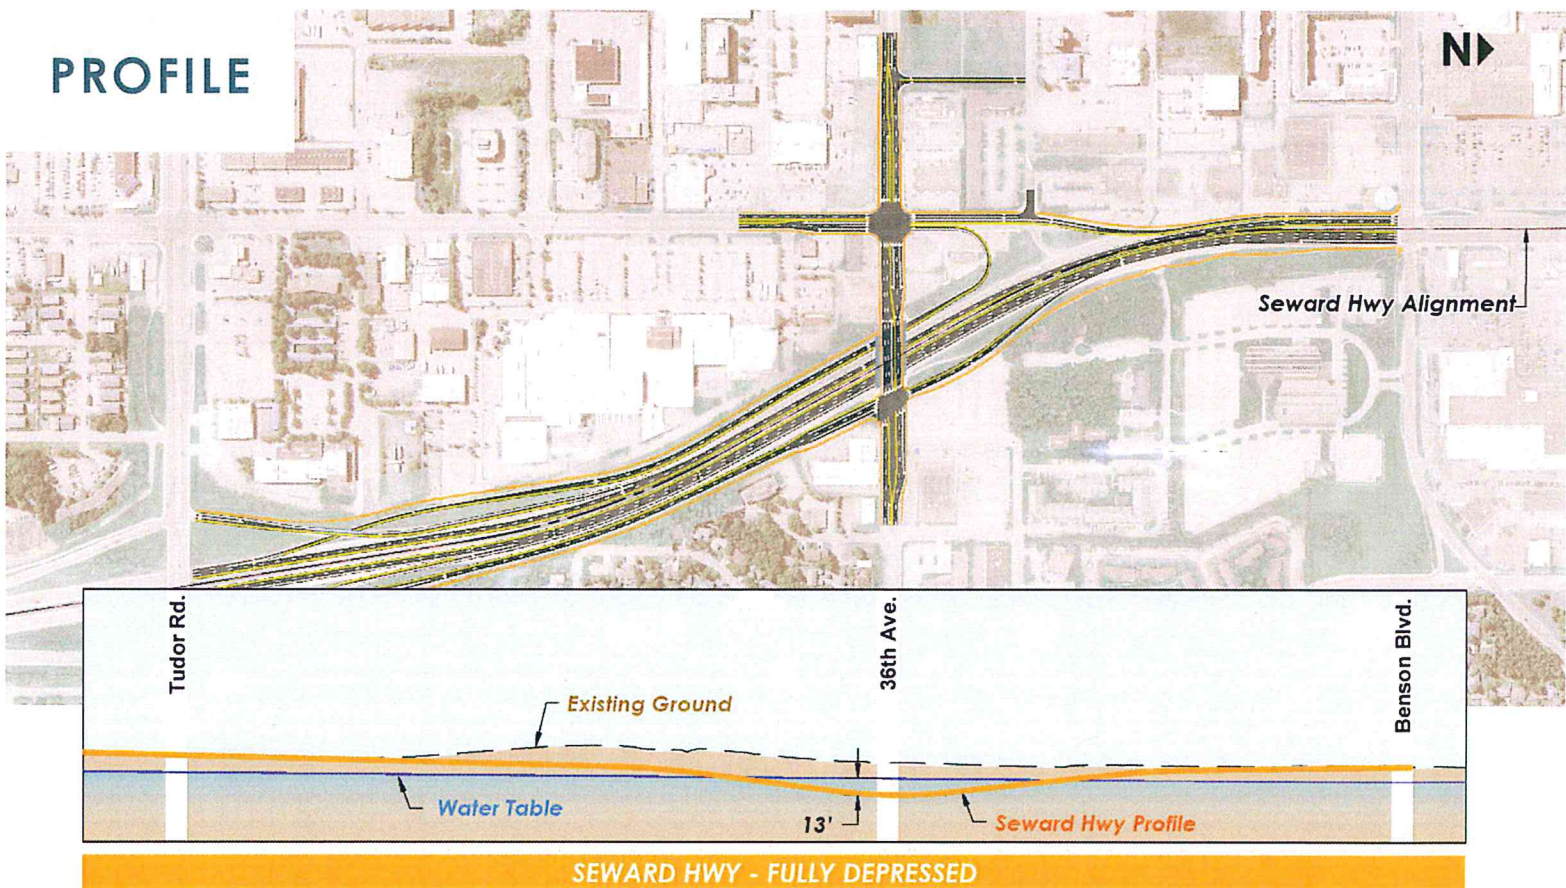 PROFILE
N
Seward Hwy Alignment
Tudor Rd.
36th Ave.
Benson Blvd.
Existing Ground
Water Table
13'
Seward Hwy Profile
SEWARD HWY - FULLY DEPRESSED